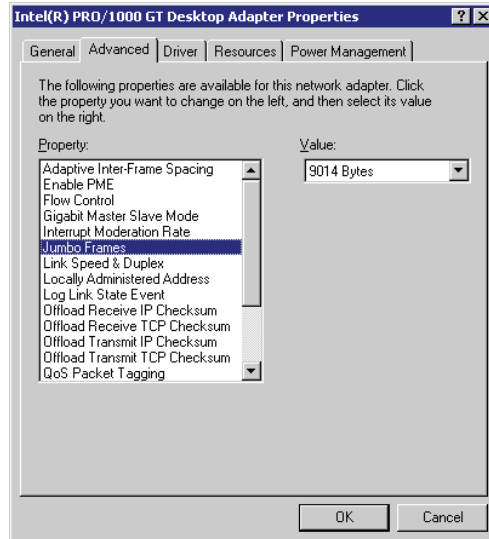 Intel(R) PRO/1000 GT Desktop Adapter Properties
General Advanced Driver Resources Power Management
The following properties are available for this network adapter. Click
the property you want to change on the left, and then select its value
on the right.
Property: Value:
Adaptive Inter-Frame Spacing 9014 Bytes
Enable PME
Flow Control
Gigabit Master Slave Mode
Interrupt Moderation Rate
Jumbo Frames
Link Speed & Duplex
Locally Administered Address
Log Link State Event
Offload Receive IP Checksum
Offload Receive TCP Checksum
Offload Transmit IP Checksum
Offload Transmit TCP Checksum
QoS Packet Tagging
OK Cancel